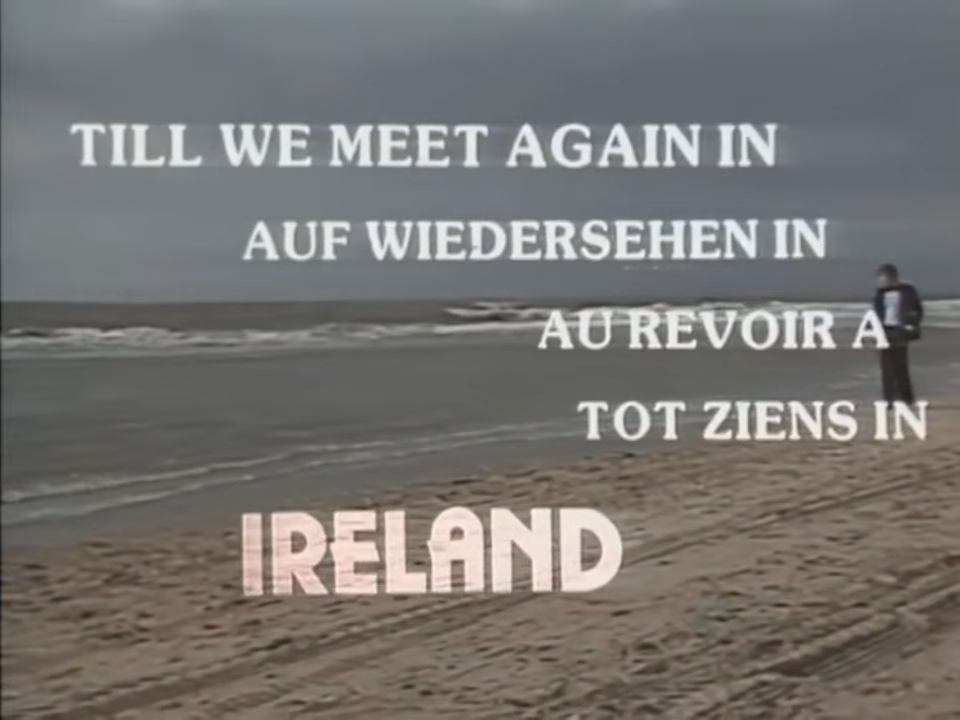 TILL WE MEET AGAIN IN
AUF WIEDERSEHEN IN
AU REVOIR A
TOT ZIENS IN
IRELAND